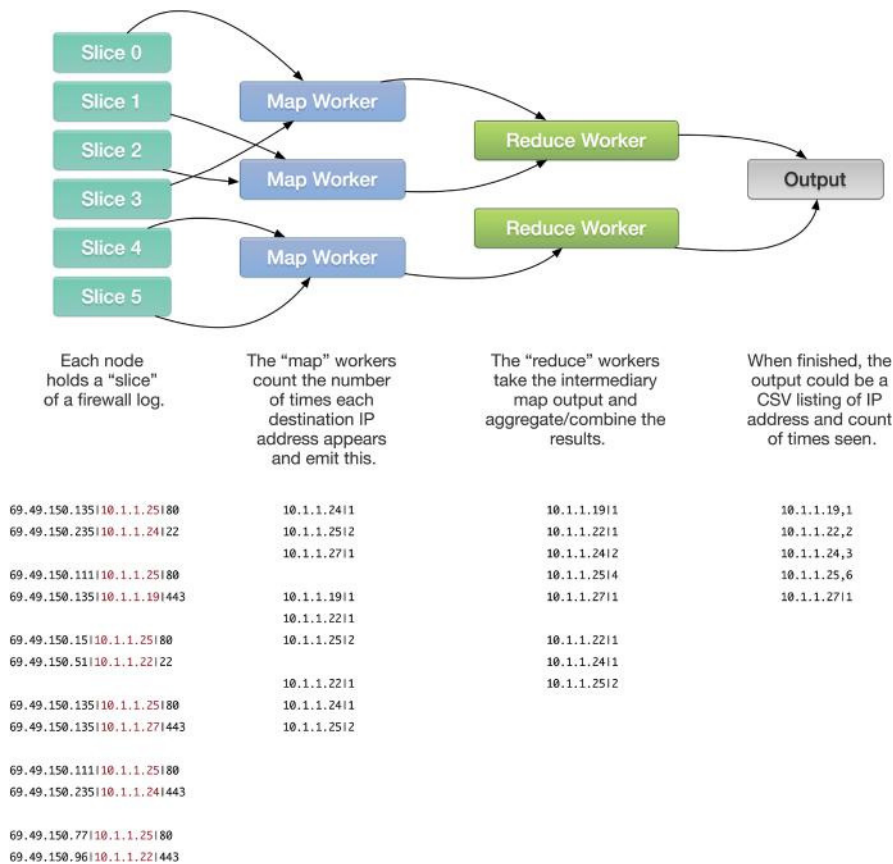 Slice 0
Slice 1
Slice 2
Slice 3
Slice 4
Slice 5
Map Worker
Map Worker
Map Worker
Reduce Worker
Reduce Worker
Output
Each node
holds a “slice”
of a firewall log.
The “map” workers
count the number
of times each
destination IP
address appears
and emit this.
The “reduce” workers
take the intermediary
map output and
aggregate/combine the
results.
When finished, the
output could be a
CSV listing of IP
address and count
of times seen.
69.49.150.135|10.1.1.25|80
69.49.150.235|10.1.1.24|22
69.49.150.111|10.1.1.25|80
69.49.150.135|10.1.1.19|443
69.49.150.15|10.1.1.25|80
69.49.150.51|10.1.1.22|22
69.49.150.135|10.1.1.25|80
69.49.150.135|10.1.1.27|443
69.49.150.111|10.1.1.25|80
69.49.150.235|10.1.1.24|443
69.49.150.77|10.1.1.25|80
69.49.150.96|10.1.1.22|443
10.1.1.24|1
10.1.1.25|2
10.1.1.27|1
10.1.1.19|1
10.1.1.22|1
10.1.1.25|2
10.1.1.22|1
10.1.1.24|1
10.1.1.25|2
10.1.1.19|1
10.1.1.22|1
10.1.1.24|2
10.1.1.25|4
10.1.1.27|1
10.1.1.22|1
10.1.1.24|1
10.1.1.25|2
10.1.1.19,1
10.1.1.22,2
10.1.1.24,3
10.1.1.25,6
10.1.1.27|1